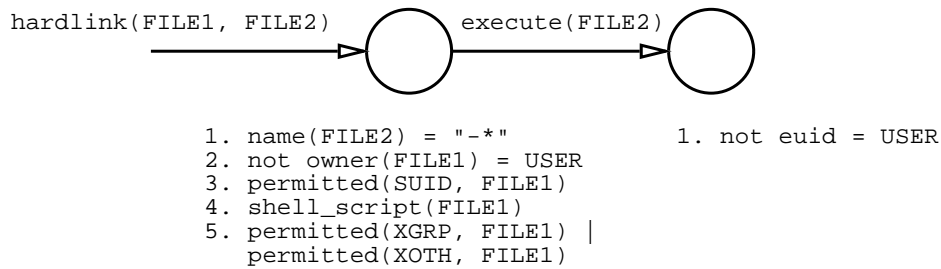 hardlink(FILE1, FILE2) execute(FILE2)
1. name(FILE2) = "-*" 1. not euid = USER
2. not owner(FILE1) = USER
3. permitted(SUID, FILE1)
4. shell_script(FILE1)
5. permitted(XGRP, FILE1) |
permitted(XOTH, FILE1)